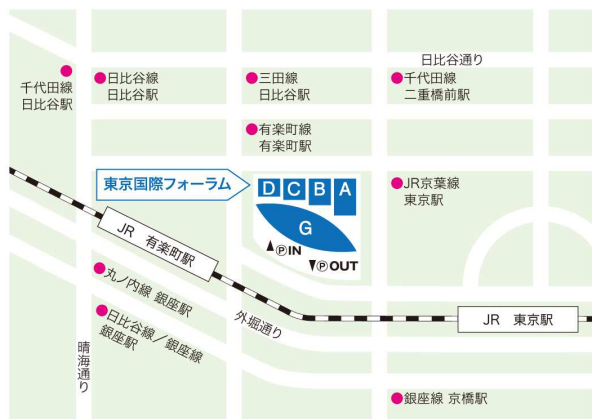 日比谷通り
千代田線
日比谷駅
日比谷線
日比谷駅
三田線
日比谷駅
千代田線
二重橋前駅
有楽町線
有楽町駅
東京国際フォーラム
D C B A
G
P IN
P OUT
JR京葉線
東京駅
JR 有楽町駅
丸ノ内線 銀座駅
日比谷線／銀座線
銀座駅
外堀通り
JR 東京駅
晴海通り
銀座線 京橋駅